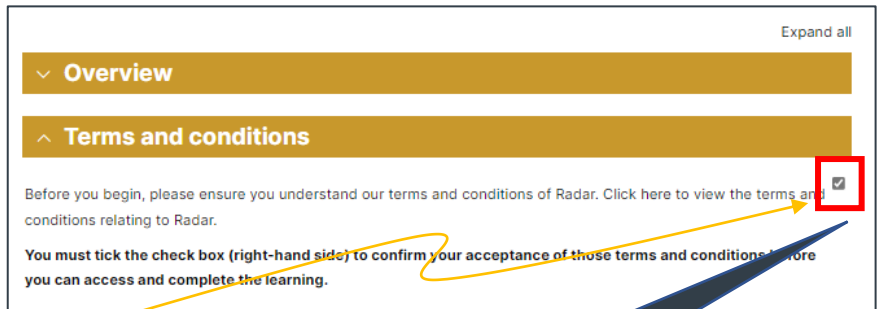 Expand all
Overview
Terms and conditions
Before you begin, please ensure you understand our terms and conditions of Radar. Click here to view the terms and
conditions relating to Radar.
You must tick the check box (right-hand side) to confirm your acceptance of those terms and conditions before
you can access and complete the learning.